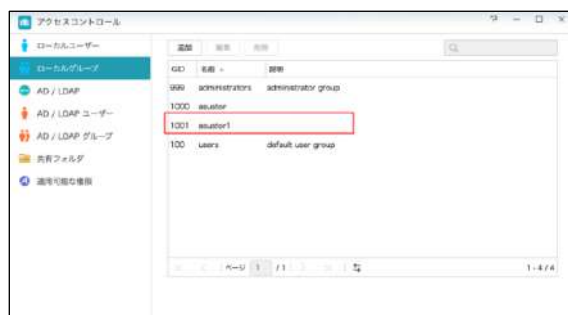 アクセスコントロール
ローカルユーザー
ローカルグループ
AD / LDAP
AD / LDAP ユーザー
AD / LDAP グループ
共有フォルダ
適用可能な権限
追加 編集 削除
GID 名前 説明
999 administrators administrator group
1000 asustor
1001 asustor1
100 users default user group
ページ 1 / 1
1 - 4 / 4